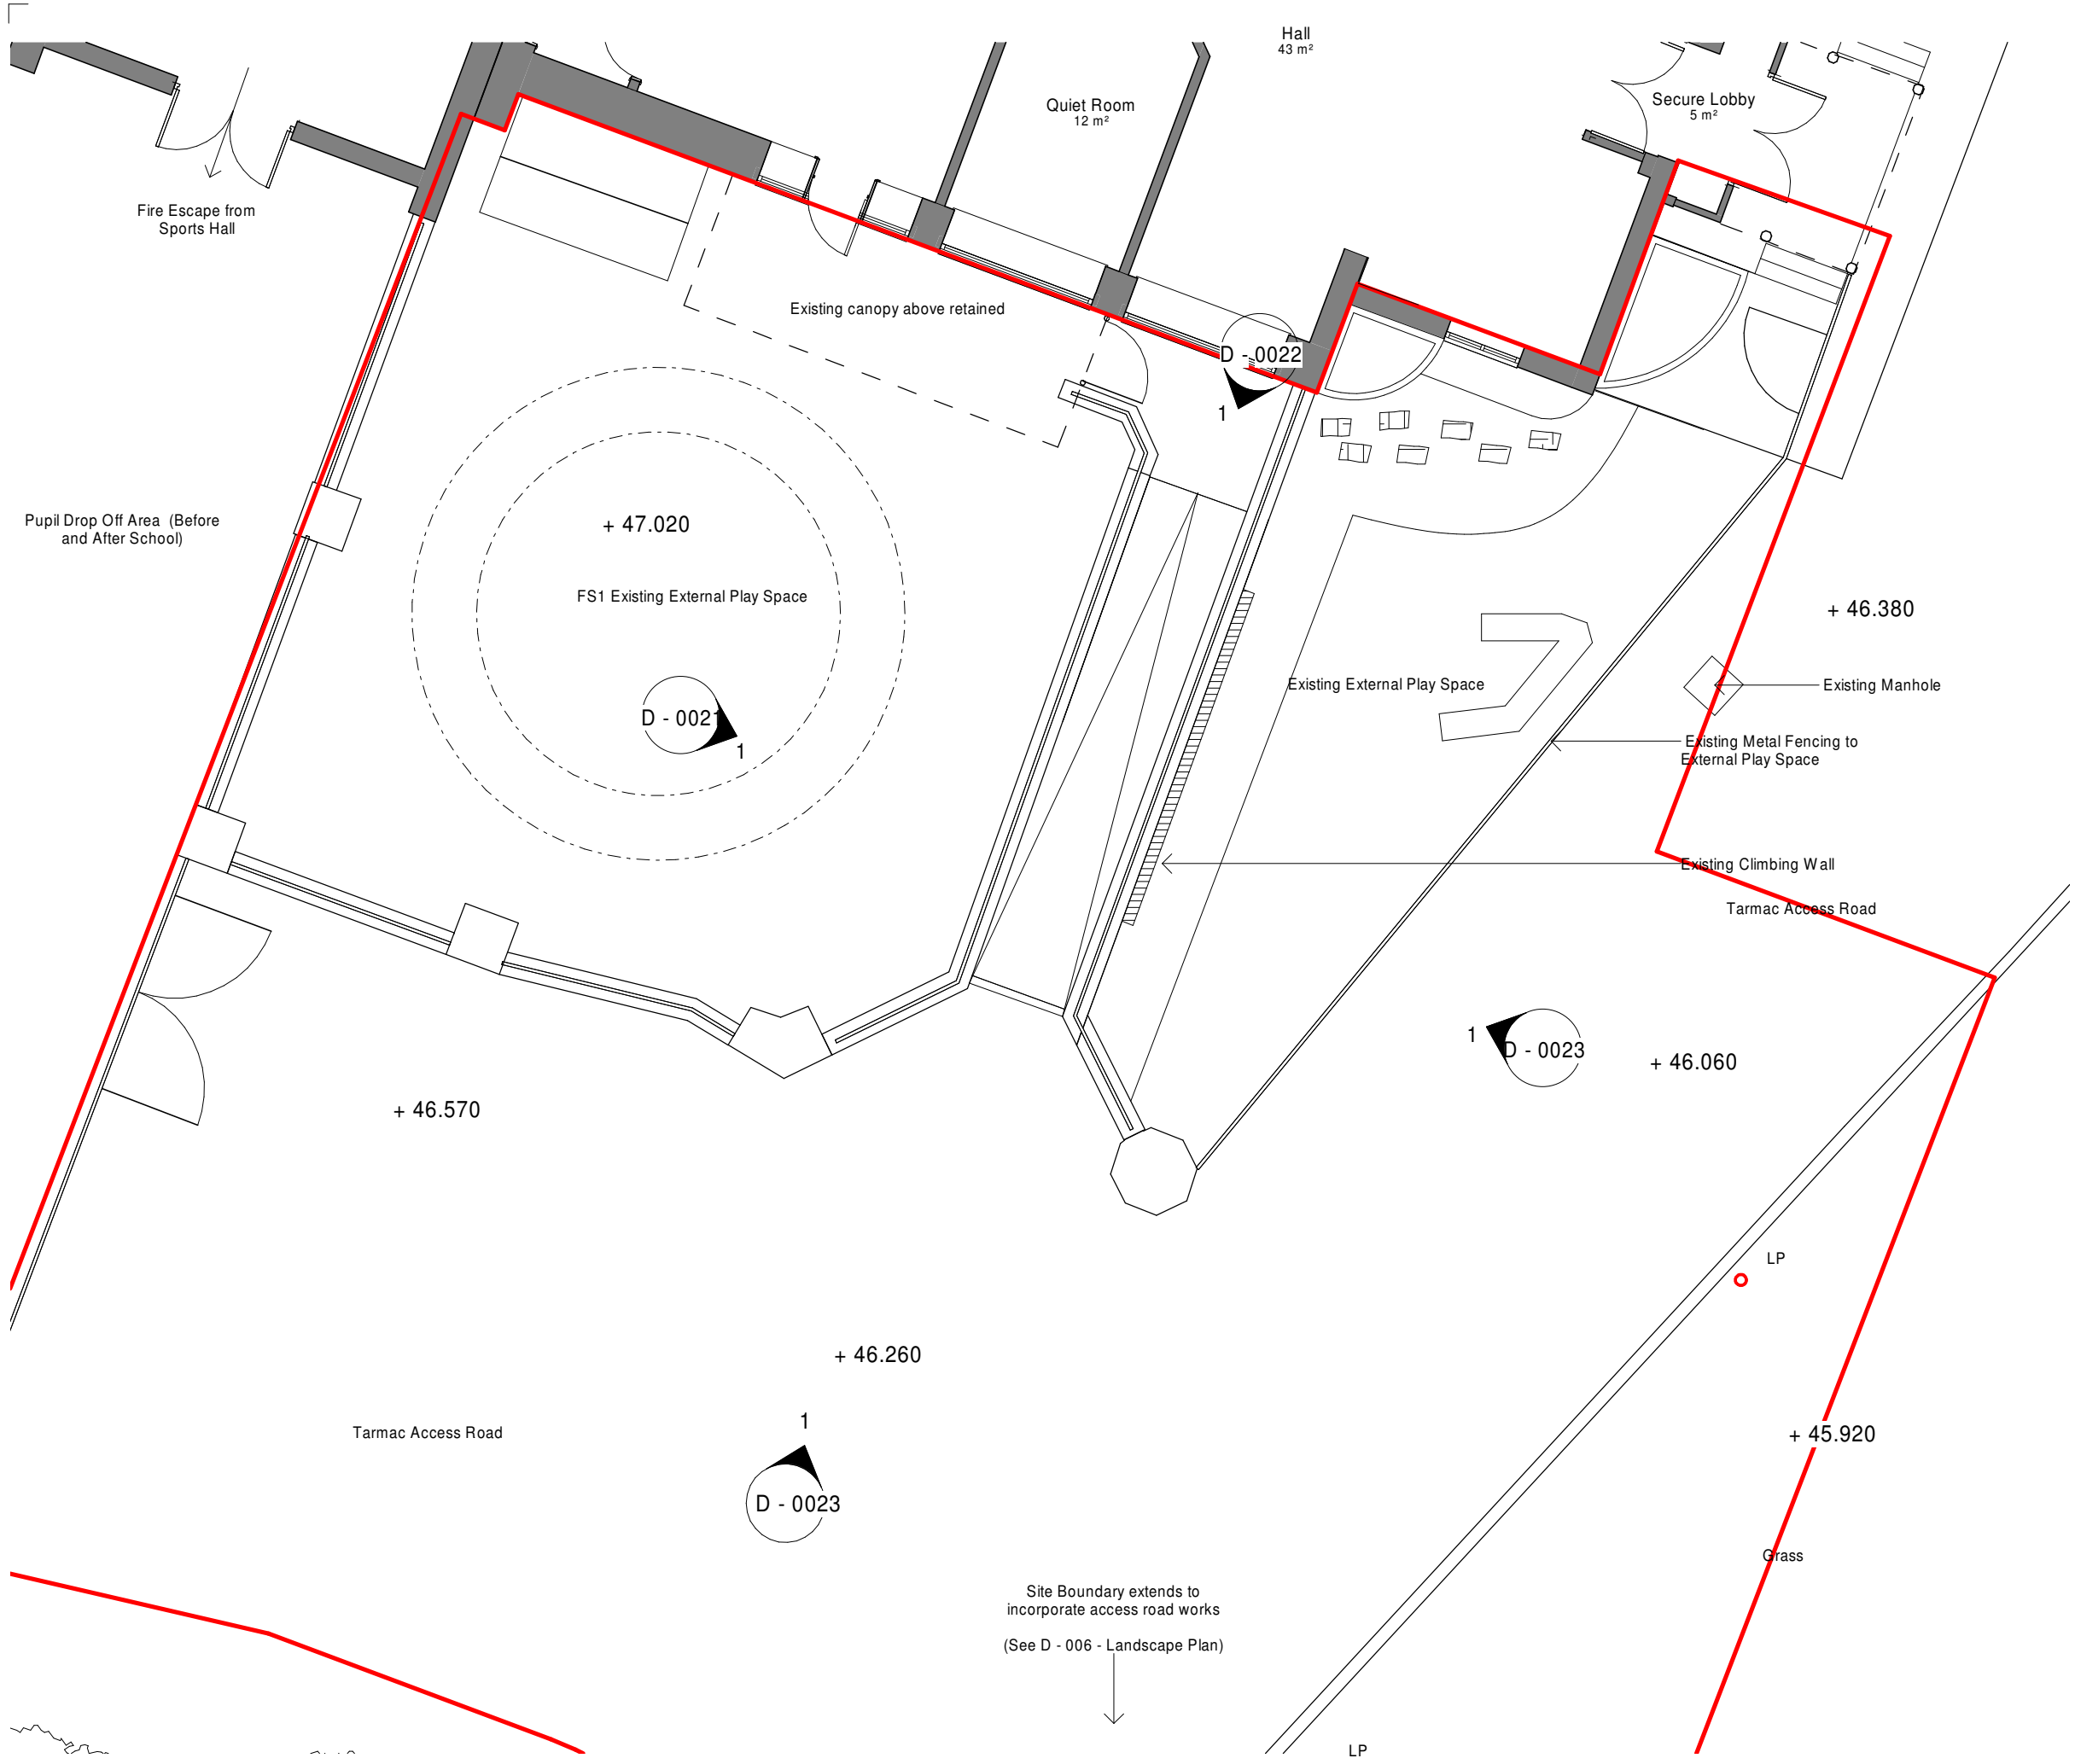 Hall
43 m²
Quiet Room
12 m²
Secure Lobby
5 m²
Fire Escape from
Sports Hall
Existing canopy above retained
D - 0022
1
Pupil Drop Off Area (Before
and After School)
+ 47.020
FS1 Existing External Play Space
D - 0021
1
+ 46.380
Existing External Play Space
Existing Manhole
Existing Metal Fencing to
External Play Space
Existing Climbing Wall
Tarmac Access Road
1
D - 0023
+ 46.060
+ 46.570
LP
+ 46.260
1
D - 0023
Tarmac Access Road
+ 45.920
Grass
Site Boundary extends to
incorporate access road works
(See D - 006 - Landscape Plan)
LP